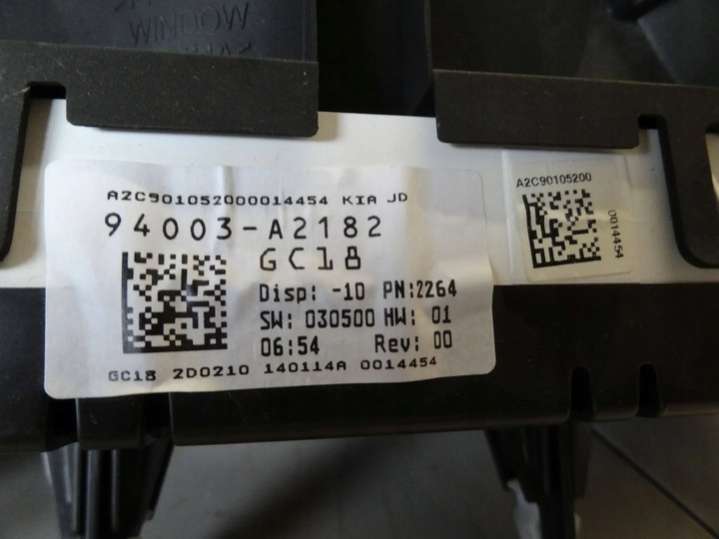 WINDOW
A2C901052000014454 KIA JD
94003-A2182
GC18
Disp: -10 PN:2264
SW: 030500 HW: 01
06:54 Rev: 00
GC18 2D0210 140114A 0014454
A2C90105200
0014454